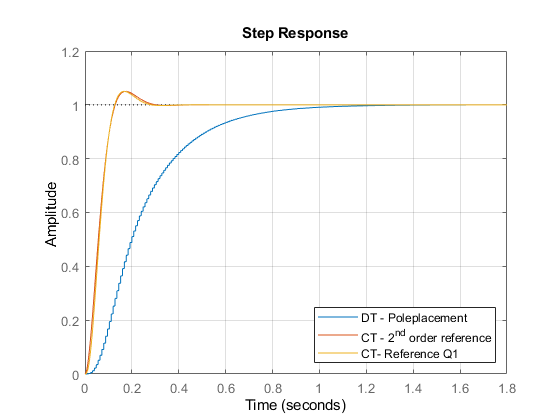 Step Response
1.2
1
0.8
0.6
0.4
0.2
0
Amplitude
DT - Poleplacement
CT - 2nd order reference
CT- Reference Q1
0 0.2 0.4 0.6 0.8 1 1.2 1.4 1.6 1.8
Time (seconds)